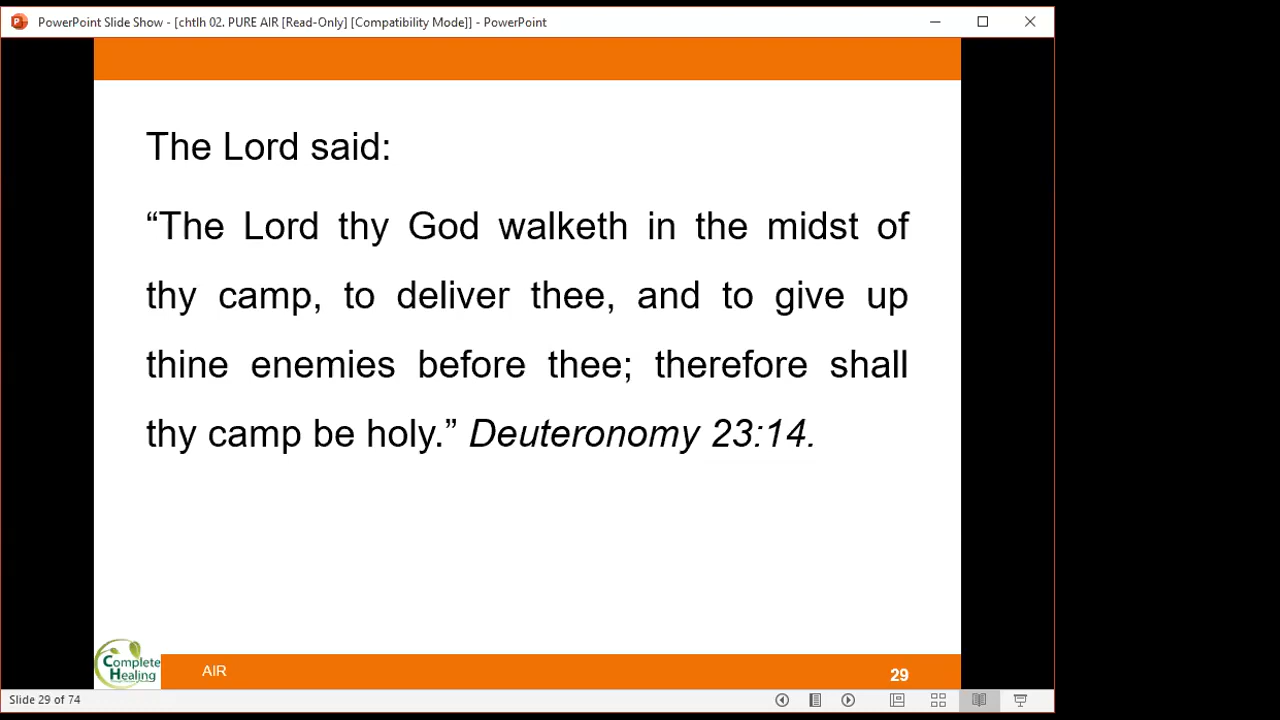 PowerPoint Slide Show - [chtlh 02. PURE AIR [Read-Only] [Compatibility Mode]] - PowerPoint
The Lord said:
“The Lord thy God walketh in the midst of
thy camp, to deliver thee, and to give up
thine enemies before thee; therefore shall
thy camp be holy.” Deuteronomy 23:14.
Complete
Healing
AIR
29
Slide 29 of 74